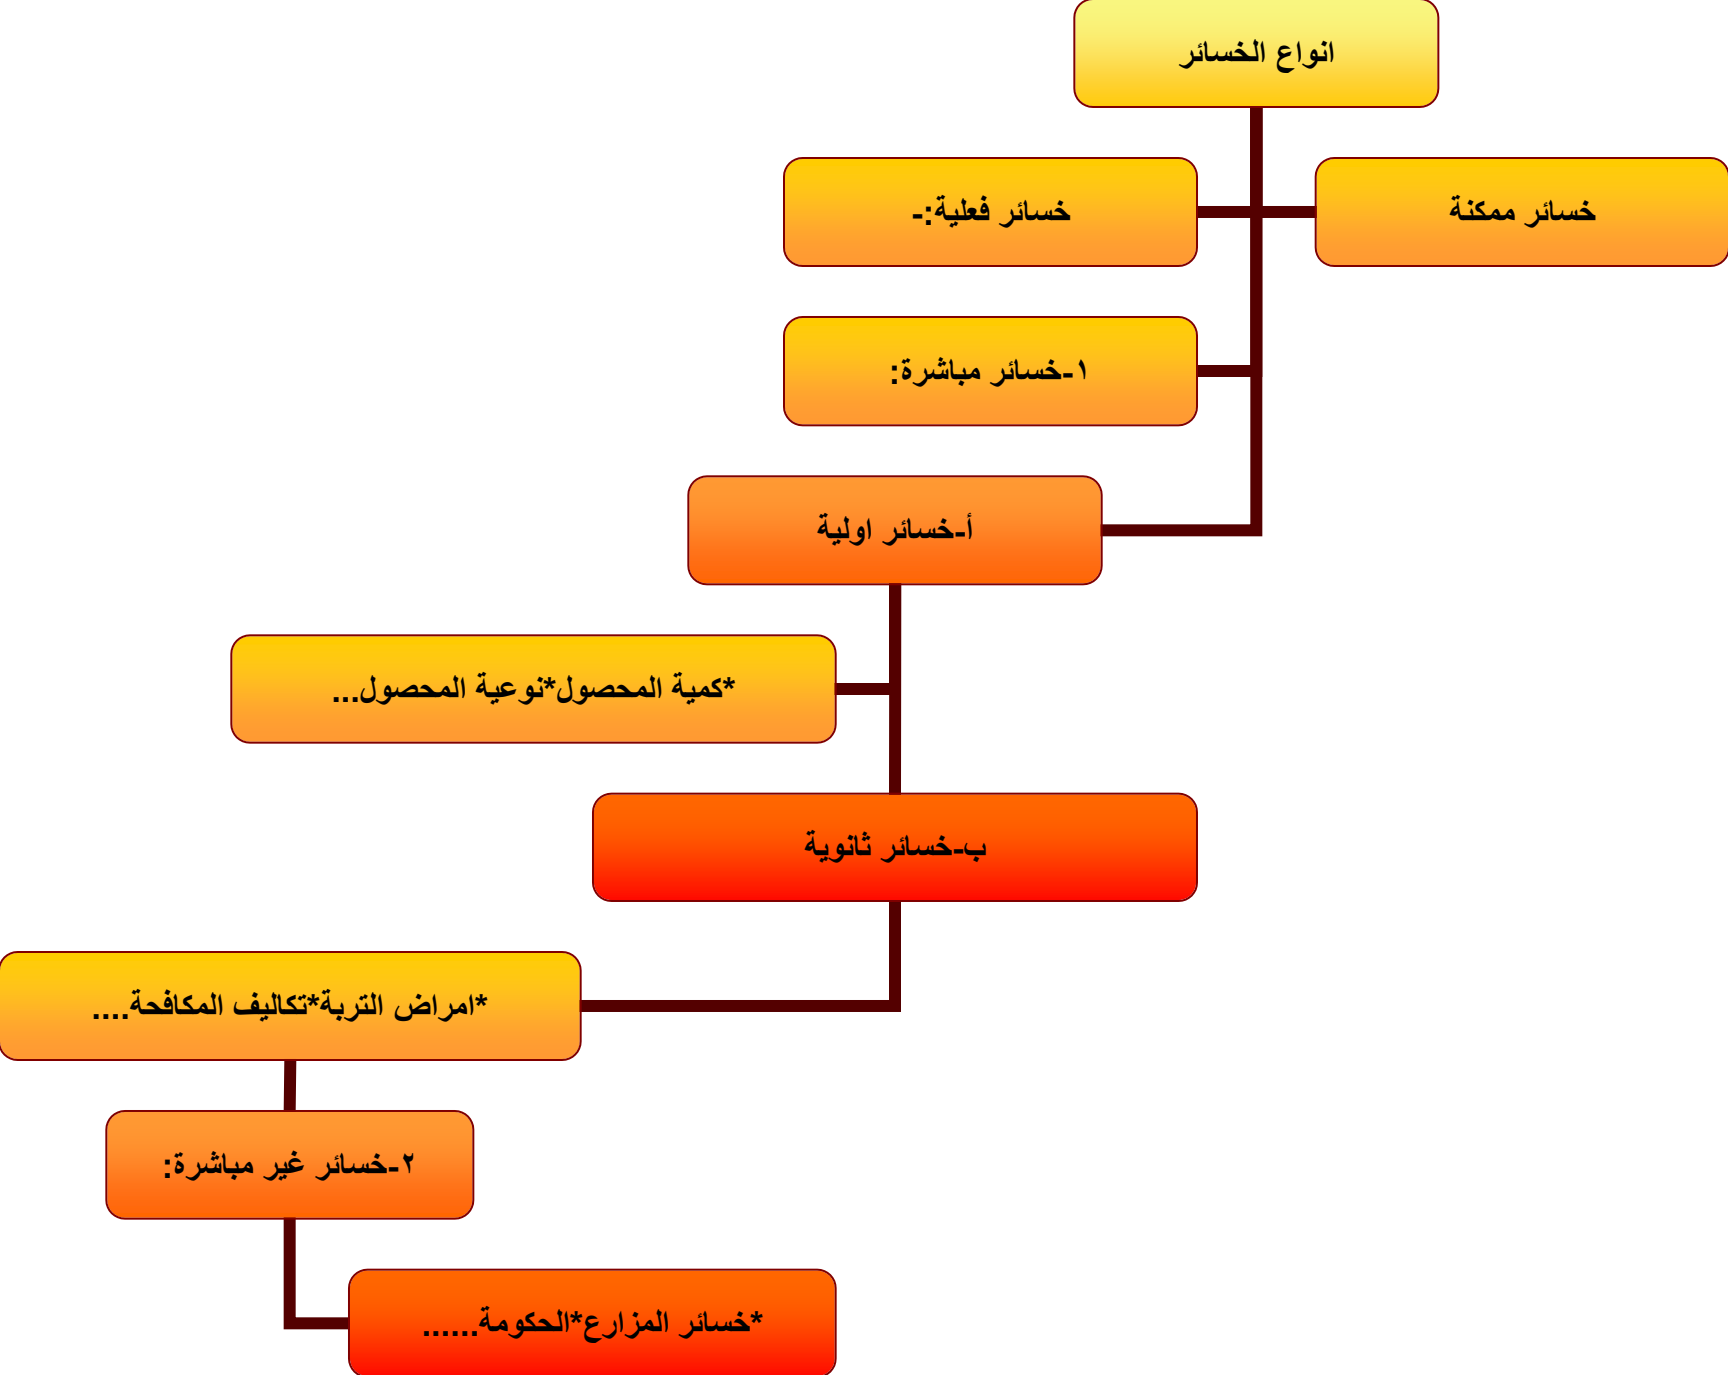 انواع الخسائر
خسائر ممكنة
خسائر فعلية:-
١-خسائر مباشرة:
أ-خسائر اولية
*كمية المحصول*نوعية المحصول...
ب-خسائر ثانوية
*امراض التربة*تكاليف المكافحة....
٢-خسائر غير مباشرة:
*خسائر المزارع*الحكومة......